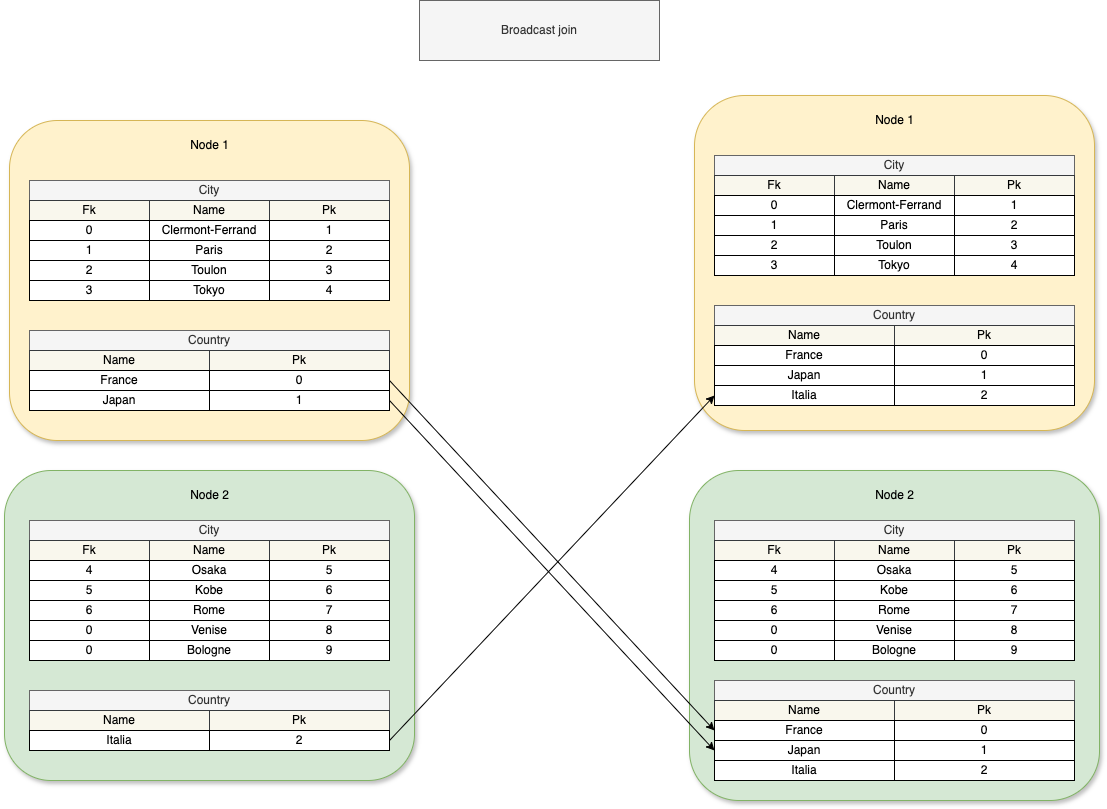 Broadcast join
Node 1
City
Fk Name Pk
0 Clermont-Ferrand 1
1 Paris 2
2 Toulon 3
3 Tokyo 4
Country
Name Pk
France 0
Japan 1
Node 2
City
Fk Name Pk
4 Osaka 5
5 Kobe 6
6 Rome 7
0 Venise 8
0 Bologne 9
Country
Name Pk
Italia 2
Node 1
City
Fk Name Pk
0 Clermont-Ferrand 1
1 Paris 2
2 Toulon 3
3 Tokyo 4
Country
Name Pk
France 0
Japan 1
Italia 2
Node 2
City
Fk Name Pk
4 Osaka 5
5 Kobe 6
6 Rome 7
0 Venise 8
0 Bologne 9
Country
Name Pk
France 0
Japan 1
Italia 2